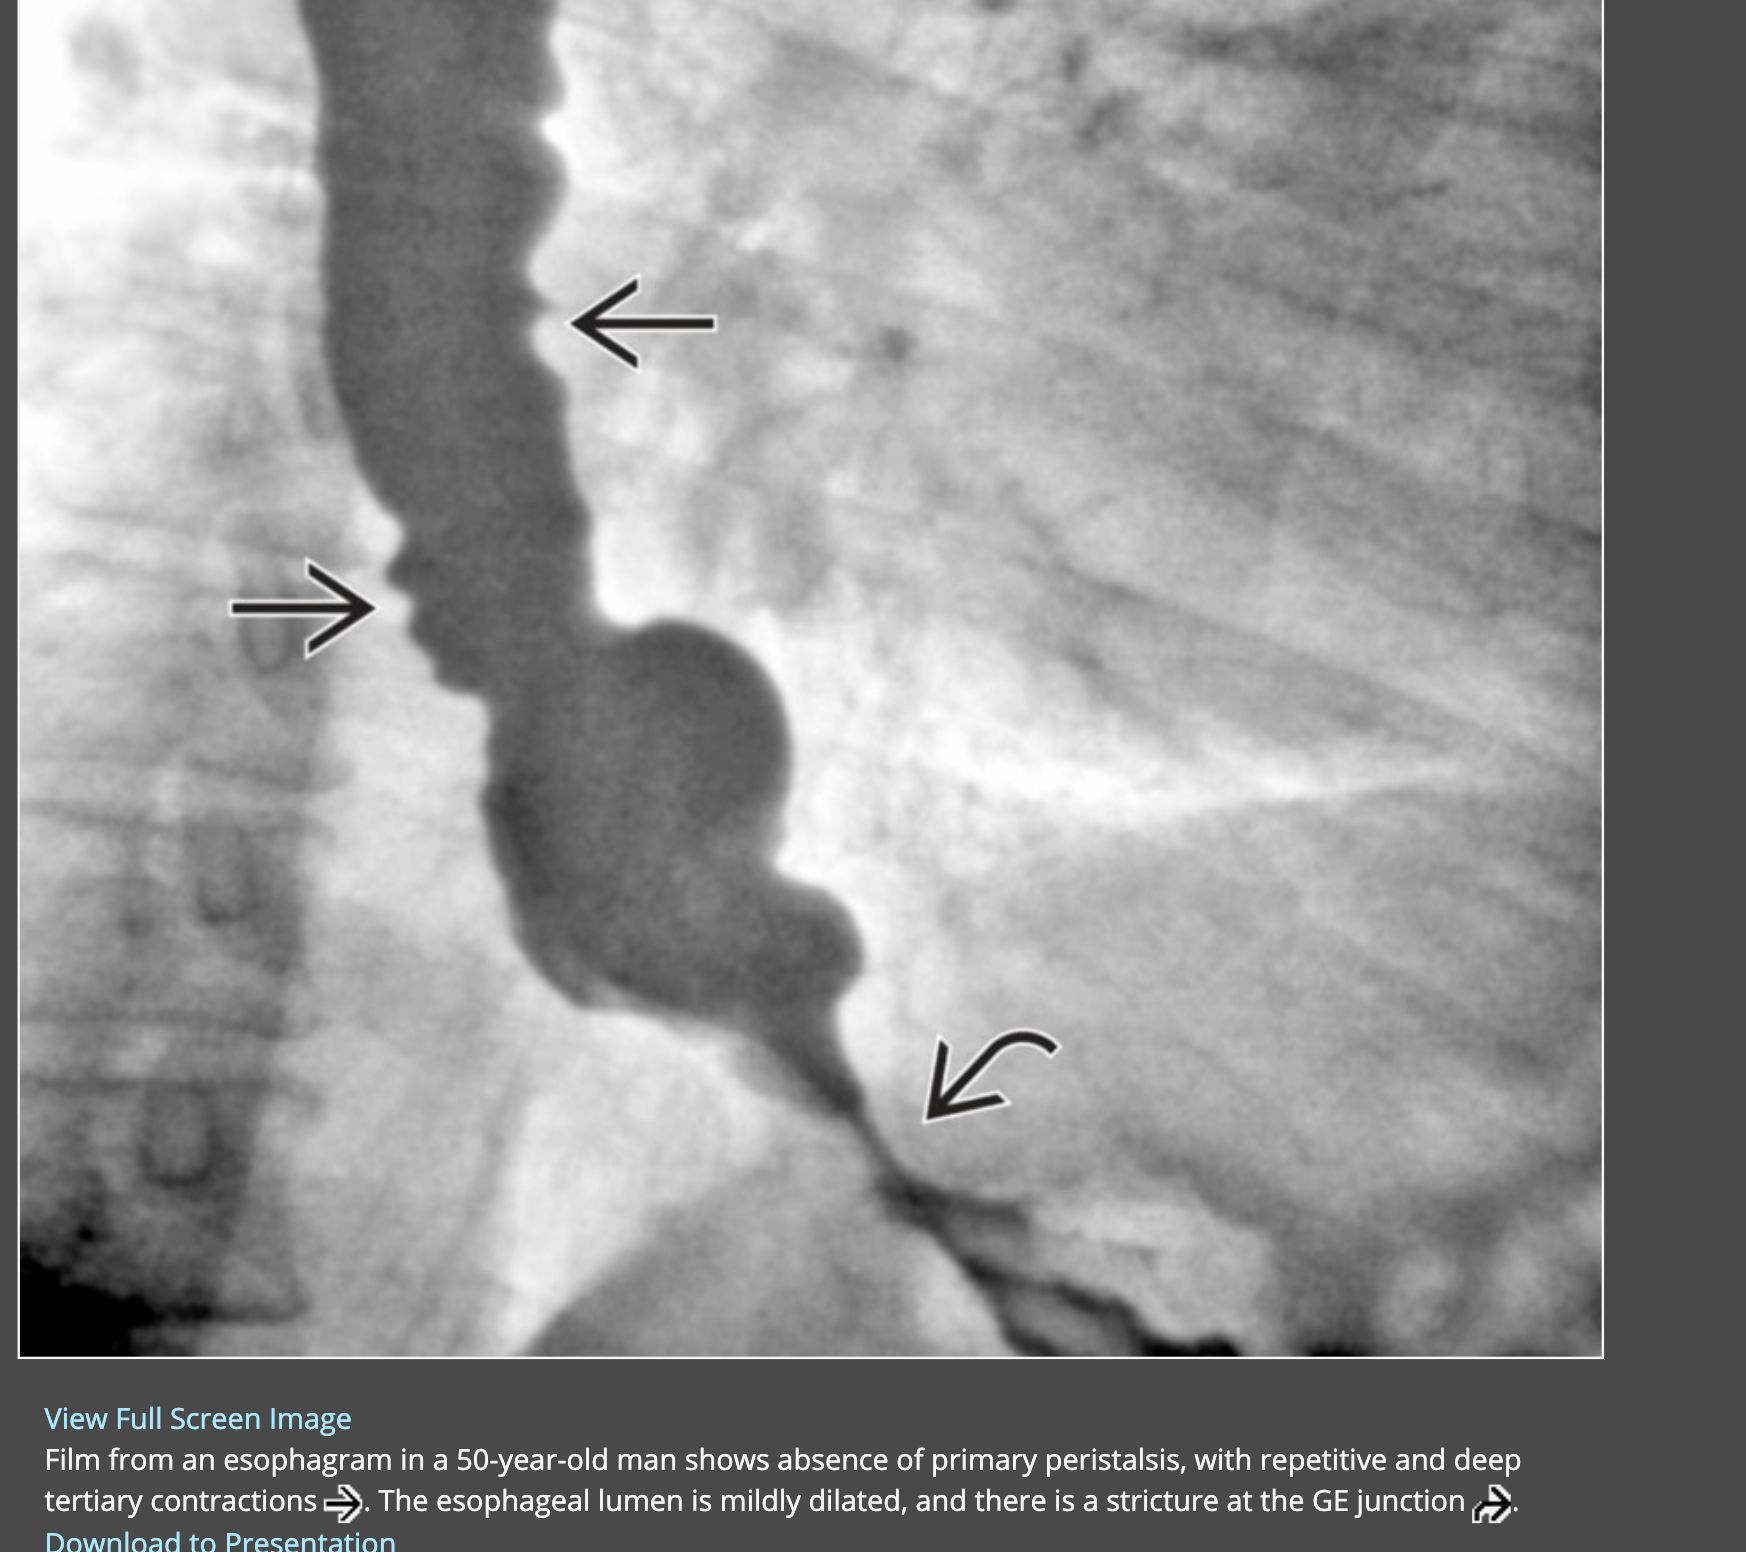 View Full Screen Image
Film from an esophagram in a 50-year-old man shows absence of primary peristalsis, with repetitive and deep
tertiary contractions. The esophageal lumen is mildly dilated, and there is a stricture at the GE junction.
Download to Presentation